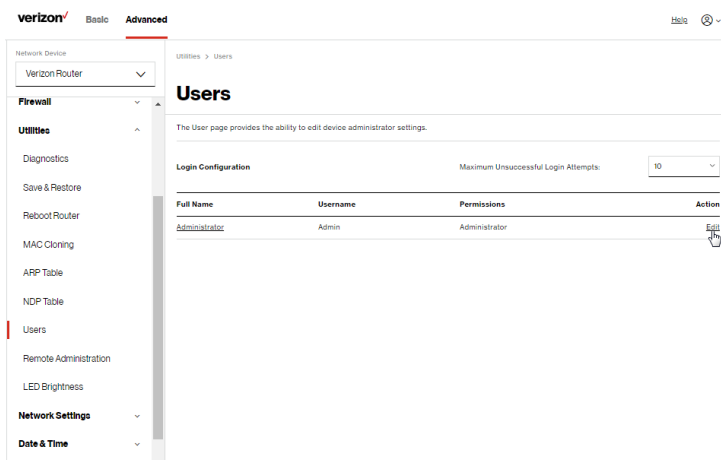 verizon Basic Advanced Help
Network Device
Verizon Router
Firewall
Utilities
Diagnostics
Save & Restore
Reboot Router
MAC Cloning
ARP Table
NDP Table
Users
Remote Administration
LED Brightness
Network Settings
Date & Time
Utilities > Users
Users
The User page provides the ability to edit device administrator settings.
Login Configuration Maximum Unsuccessful Login Attempts: 10
Full Name Username Permissions Action
Administrator Admin Administrator Edit